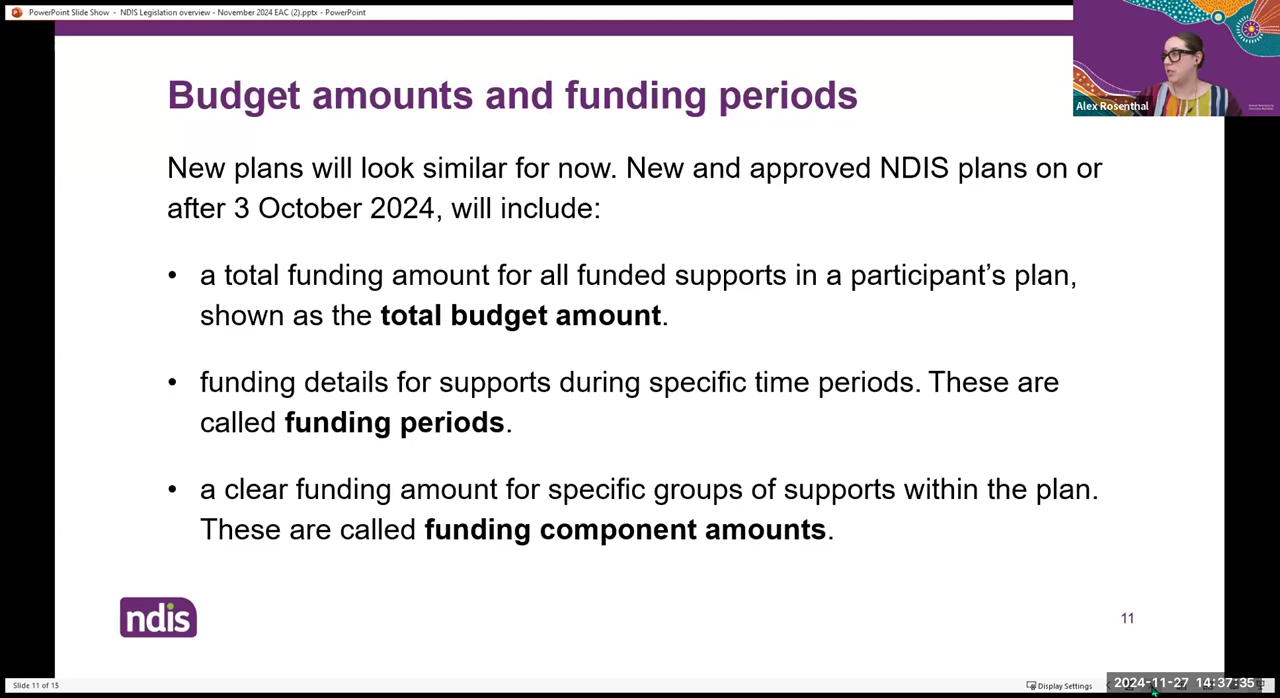 PowerPoint Slide Show - NDIS Legislation overview - November 2024 EAC (2).pptx - PowerPoint
Alex Rosenthal
Budget amounts and funding periods
New plans will look similar for now. New and approved NDIS plans on or
after 3 October 2024, will include:
• a total funding amount for all funded supports in a participant’s plan,
shown as the total budget amount.
• funding details for supports during specific time periods. These are
called funding periods.
• a clear funding amount for specific groups of supports within the plan.
These are called funding component amounts.
ndis
11
Slide 11 of 15
Display Settings
2024-11-27 14:37:35